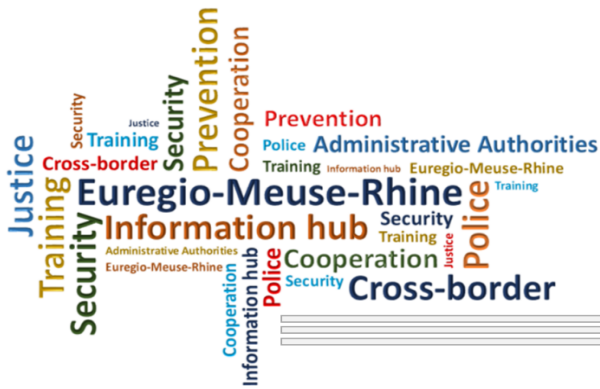 Prevention
Cooperation
Security
Security
Justice
Training
Prevention
Police
Administrative Authorities
Justice
Cross-border
Training
Information hub
Euregio-Meuse-Rhine
Training
Training
Euregio-Meuse-Rhine
Police
Security
Information hub
Security
Training
Justice
Administrative Authorities
Cooperation
Euregio-Meuse-Rhine
Cooperation
Information hub
Police
Security
Cross-border